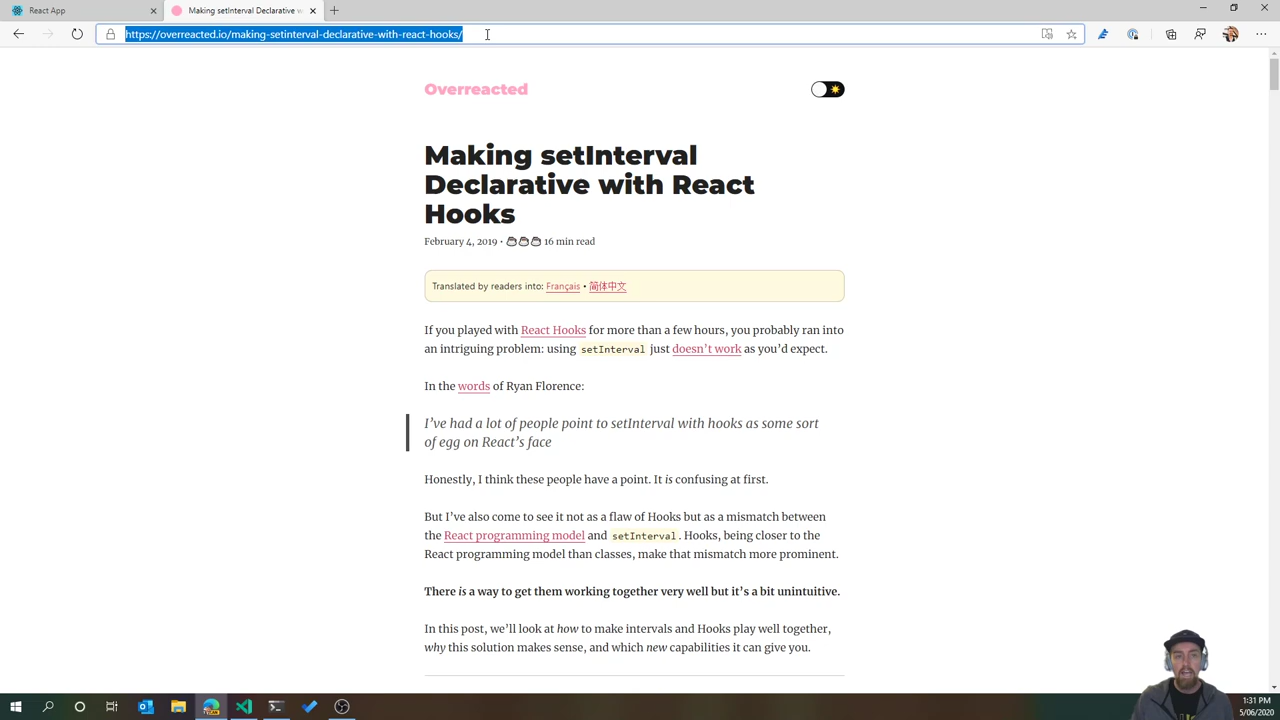 React App
Making setInterval Declarative w
https://overreacted.io/making-setinterval-declarative-with-react-hooks/
Overreacted
Making setInterval
Declarative with React
Hooks
February 4, 2019 • 16 min read
Translated by readers into: Français • 简体中文
If you played with React Hooks for more than a few hours, you probably ran into
an intriguing problem: using setInterval just doesn’t work as you’d expect.
In the words of Ryan Florence:
I’ve had a lot of people point to setInterval with hooks as some sort
of egg on React’s face
Honestly, I think these people have a point. It is confusing at first.
But I’ve also come to see it not as a flaw of Hooks but as a mismatch between
the React programming model and setInterval. Hooks, being closer to the
React programming model than classes, make that mismatch more prominent.
There is a way to get them working together very well but it’s a bit unintuitive.
In this post, we’ll look at how to make intervals and Hooks play well together,
why this solution makes sense, and which new capabilities it can give you.
1:31 PM
5/06/2020